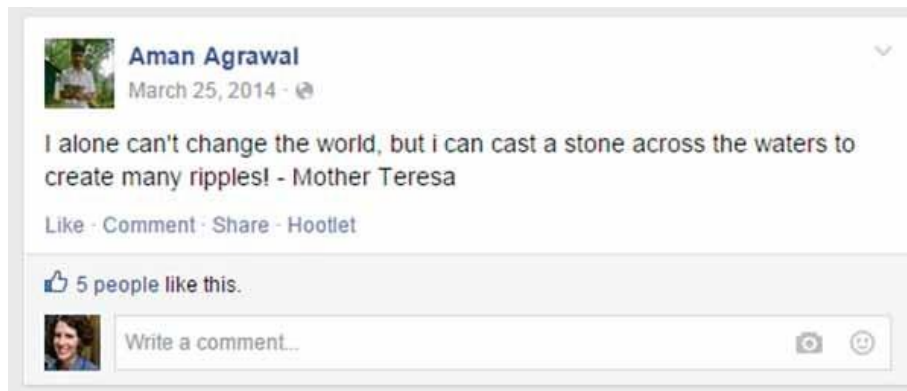 Aman Agrawal
March 25, 2014 ·
I alone can't change the world, but i can cast a stone across the waters to
create many ripples! - Mother Teresa
Like · Comment · Share · Hootlet
5 people like this.
Write a comment...